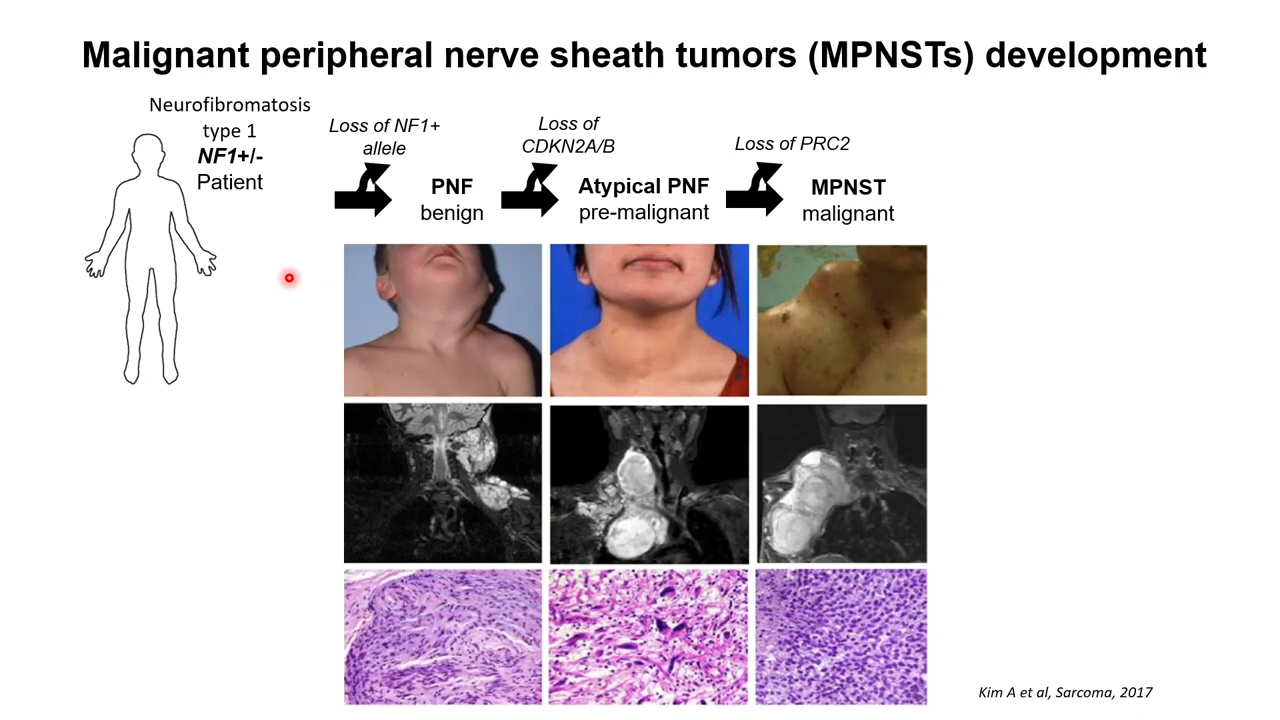 Malignant peripheral nerve sheath tumors (MPNSTs) development
Neurofibromatosis
type 1
NF1+/-
Patient
Loss of NF1+
allele
PNF
benign
Loss of
CDKN2A/B
Atypical PNF
pre-malignant
Loss of PRC2
MPNST
malignant
Kim A et al, Sarcoma, 2017